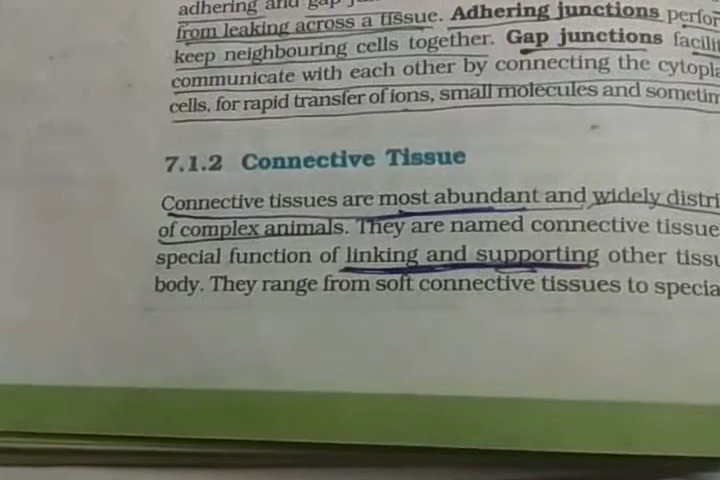 adhering and gap
from leaking across a tissue. Adhering junctions perfor
keep neighbouring cells together. Gap junctions facili
communicate with each other by connecting the cytopla
cells, for rapid transfer of ions, small molecules and sometim
7.1.2 Connective Tissue
Connective tissues are most abundant and widely distri
of complex animals. They are named connective tissue
special function of linking and supporting other tissu
body. They range from soft connective tissues to specia